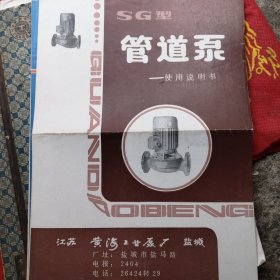 SG型
管道泵
—使用说明书
GUANDAOBENG
江苏 黄海水泵厂 盐城
厂址：盐城市盐马路
电报：2404
电话：26424转29